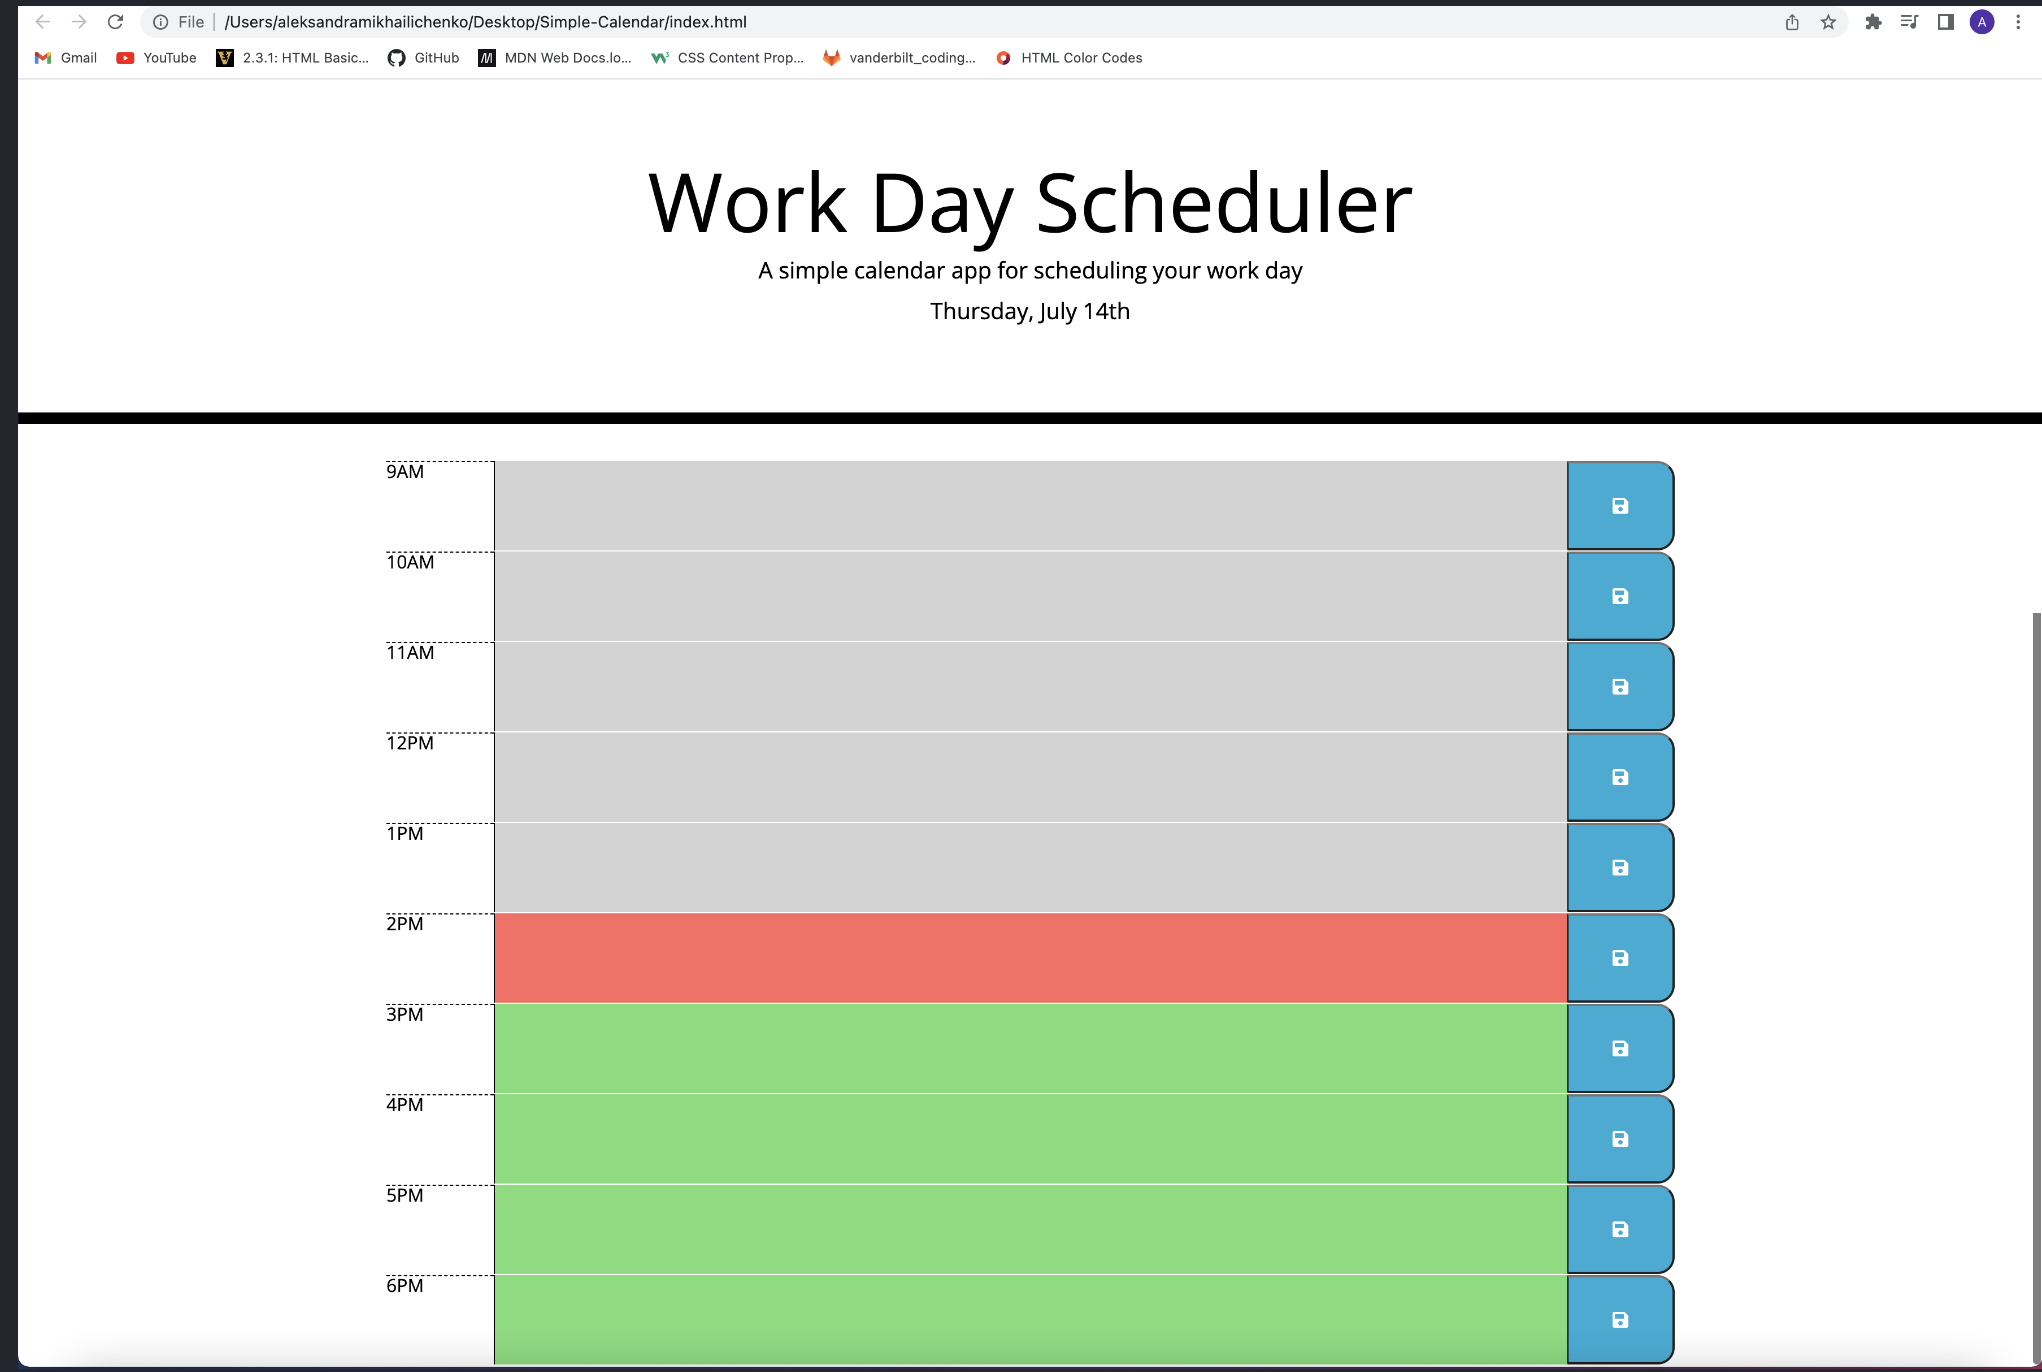 File /Users/aleksandramikhailichenko/Desktop/Simple-Calendar/index.html A
Gmail YouTube 2.3.1: HTML Basic... GitHub MDN Web Docs.lo... CSS Content Prop... vanderbilt_coding... HTML Color Codes
Work Day Scheduler
A simple calendar app for scheduling your work day
Thursday, July 14th
9AM
10AM
11AM
12PM
1PM
2PM
3PM
4PM
5PM
6PM